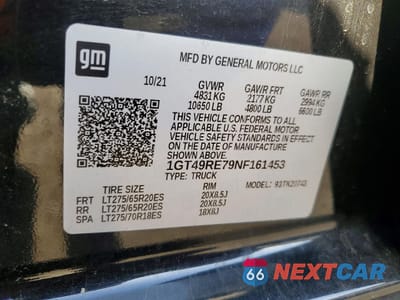 gm
MFD BY GENERAL MOTORS LLC
10/21 GVWR GAWR FRT GAWR RR
4831 KG 2177 KG 2994 KG
10650 LB 4800 LB 6600 LB
THIS VEHICLE CONFORMS TO ALL
APPLICABLE U.S. FEDERAL MOTOR
VEHICLE SAFETY STANDARDS IN EFFECT
ON THE DATE OF MANUFACTURE
SHOWN ABOVE.
1GT49RE79NF161453
TYPE: TRUCK MODEL:
TIRE SIZE RIM
FRT LT275/65R20ES 20X8.5J
RR LT275/65R20ES 20X8.5J
SPA LT275/70R18ES 18X8J
66 NEXTCAR